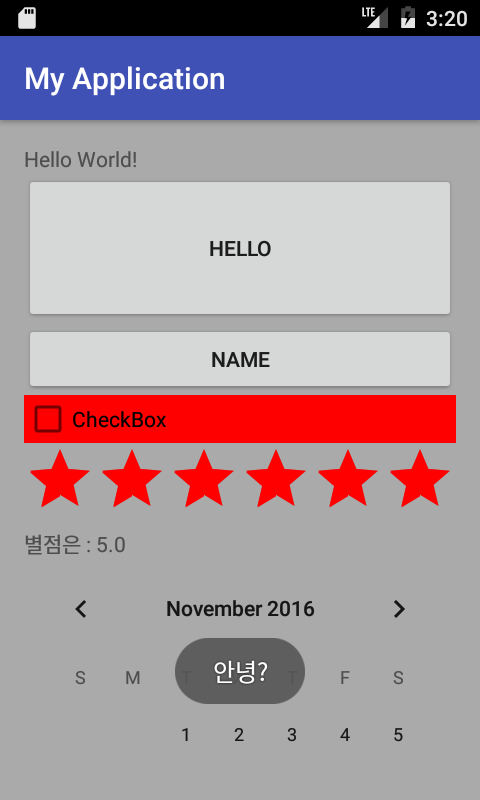 LTE 3:20
My Application
Hello World!
HELLO
NAME
CheckBox
별점은 : 5.0
November 2016
S M T T F S
안녕?
1 2 3 4 5